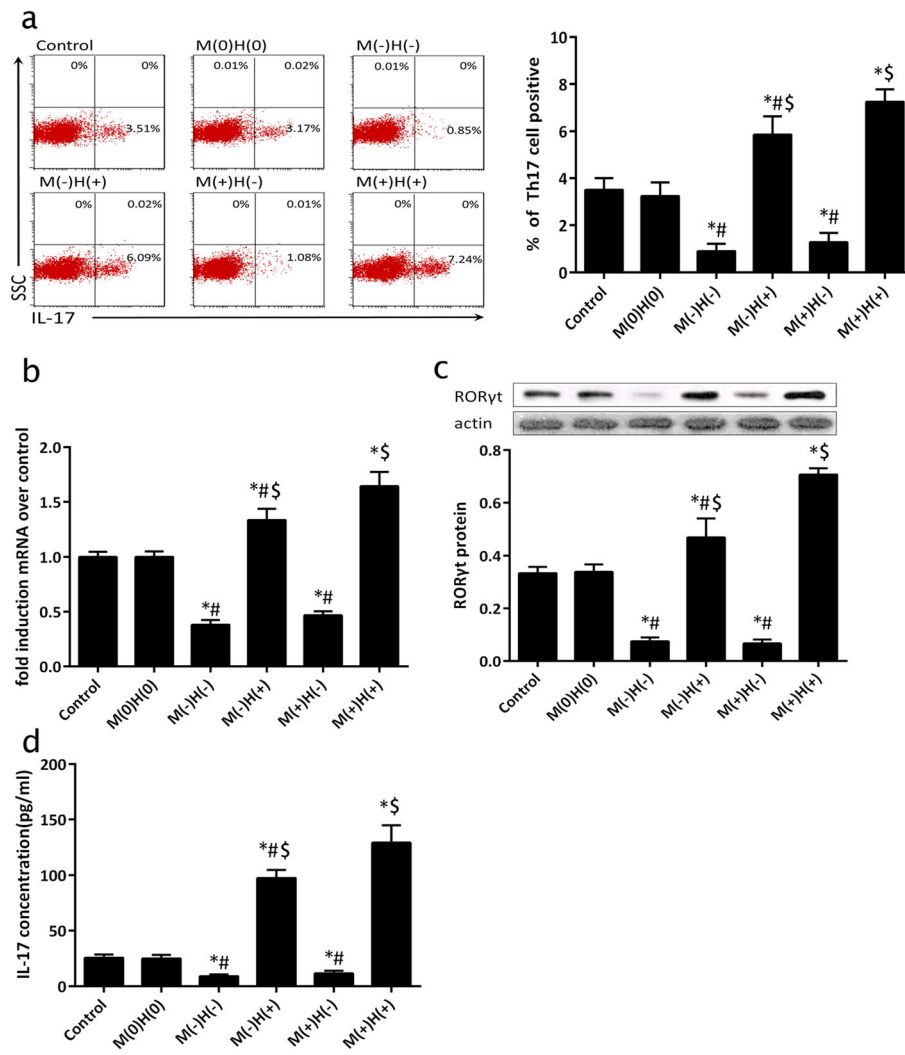 a
Control
M(0)H(0)
M(-)H(-)
0%
0%
0.01%
0.02%
0.01%
0%
3.51%
3.17%
0.85%
M(-)H(+)
M(+)H(-)
M(+)H(+)
0%
0.02%
0%
0.01%
0%
0%
6.09%
1.08%
7.24%
SSC
IL-17
% of Th17 cell positive
10
8
6
4
2
0
*#
*#$
*#
*$
Control
M(0)H(0)
M(-)H(-)
M(-)H(+)
M(+)H(-)
M(+)H(+)
b
fold induction mRNA over control
2.0
1.5
1.0
0.5
0.0
*#
*#$
*#
*$
Control
M(0)H(0)
M(-)H(-)
M(-)H(+)
M(+)H(-)
M(+)H(+)
c
RORγt
actin
RORγt protein
0.8
0.6
0.4
0.2
0.0
*#
*#$
*#
*$
Control
M(0)H(0)
M(-)H(-)
M(-)H(+)
M(+)H(-)
M(+)H(+)
d
IL-17 concentration(pg/ml)
200
150
100
50
0
*#
*#$
*#
*$
Control
M(0)H(0)
M(-)H(-)
M(-)H(+)
M(+)H(-)
M(+)H(+)